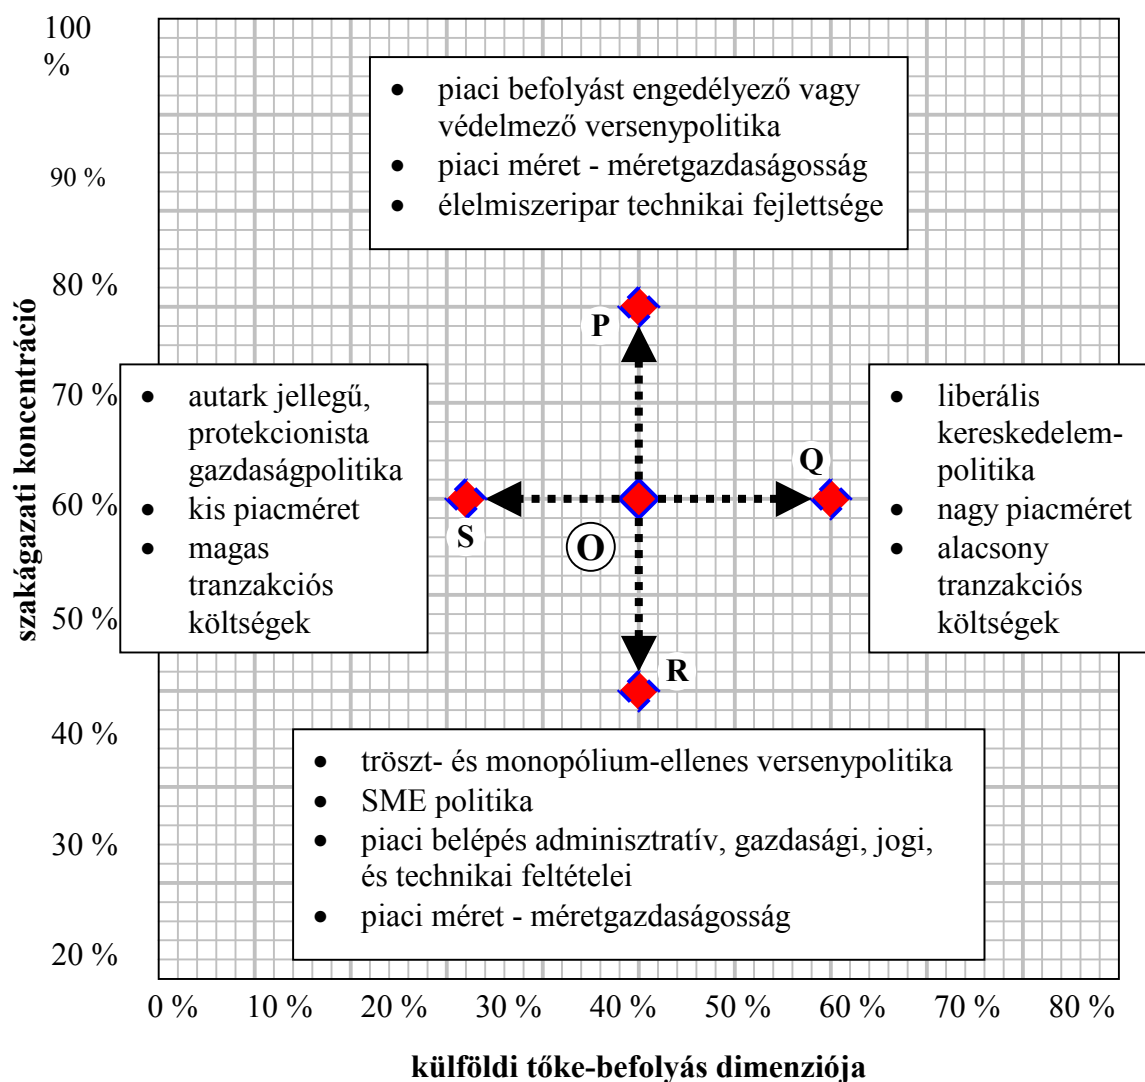 100
%
• piaci befolyást engedélyező vagy
védelmező versenypolitika
• piaci méret - méretgazdaságosság
• élelmiszeripar technikai fejlettsége
90 %
80 %
P
szakágazati koncentráció
70 %
• autark jellegű,
protekcionista
gazdaságpolitika
• kis piacméret
• magas
tranzakciós
költségek
• liberális
kereskedelem-
politika
• nagy piacméret
• alacsony
tranzakciós
költségek
Q
60 %
S
O
50 %
R
40 %
• tröszt- és monopólium-ellenes versenypolitika
• SME politika
• piaci belépés adminisztratív, gazdasági, jogi,
és technikai feltételei
• piaci méret - méretgazdaságosság
30 %
20 %
0 % 10 % 20 % 30 % 40 % 50 % 60 % 70 % 80 %
külföldi tőke-befolyás dimenziója